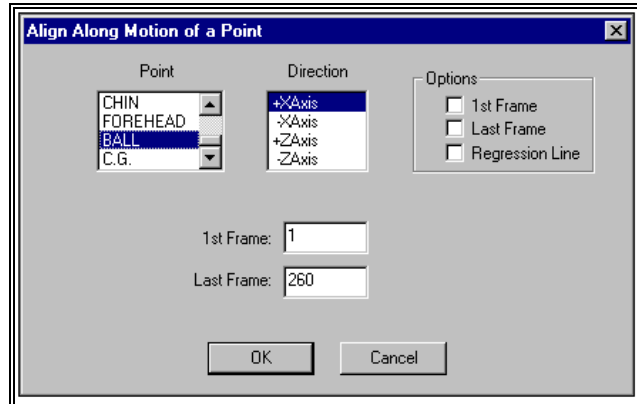 Align Along Motion of a Point
Point
CHIN
FOREHEAD
BALL
C.G.
Direction
+XAxis
-XAxis
+ZAxis
-ZAxis
Options
1st Frame
Last Frame
Regression Line
1st Frame: 1
Last Frame: 260
OK Cancel